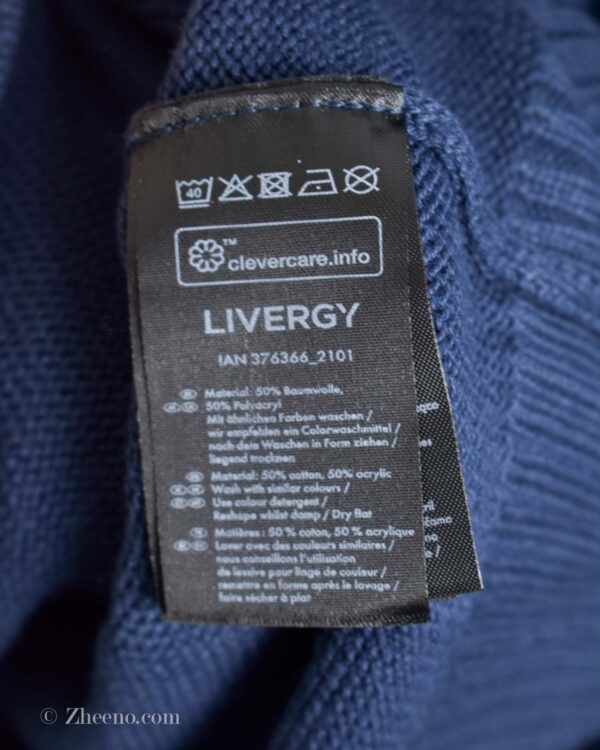 40
™ clevercare.info
LIVERGY
IAN 376366_2101
Material: 50% Baumwolle,
50% Polyacryl
Mit ähnlichen Farben waschen /
wir empfehlen ein Colorwaschmittel /
nach dem Waschen in Form ziehen /
liegend trocknen
Material: 50% cotton, 50% acrylic
Wash with similar colours /
Use colour detergent /
Reshape whilst damp / Dry flat
Matières : 50 % coton, 50 % acrylique
Laver avec des couleurs similaires /
nous conseillons l'utilisation
de lessive pour linge de couleur /
remettre en forme après le lavage /
faire sécher à plat
© Zheeno.com